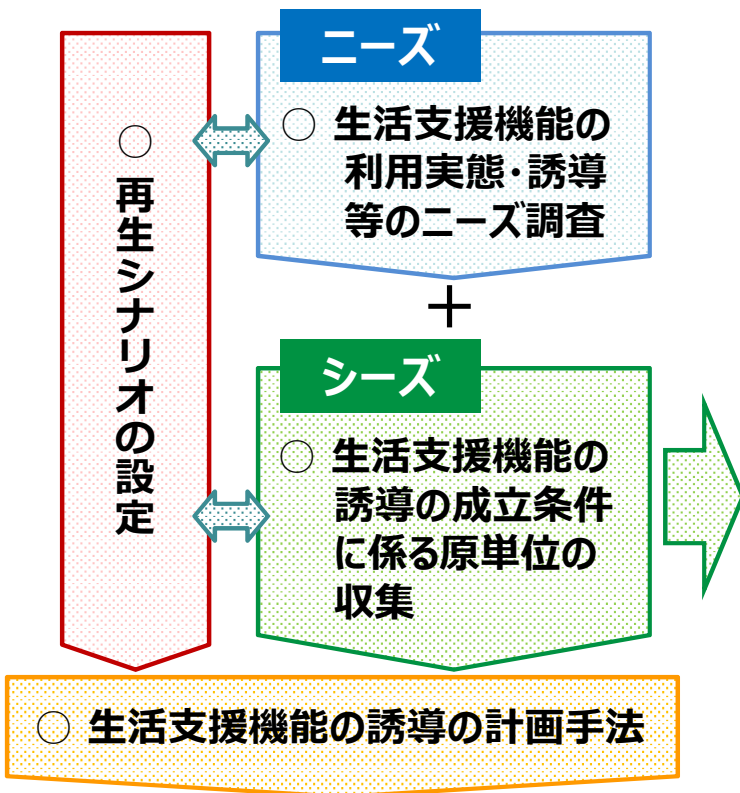 ○ 再生シナリオの設定
ニーズ
○ 生活支援機能の
利用実態・誘導
等のニーズ調査
＋
シーズ
○ 生活支援機能の
誘導の成立条件
に係る原単位の
収集
○ 生活支援機能の誘導の計画手法